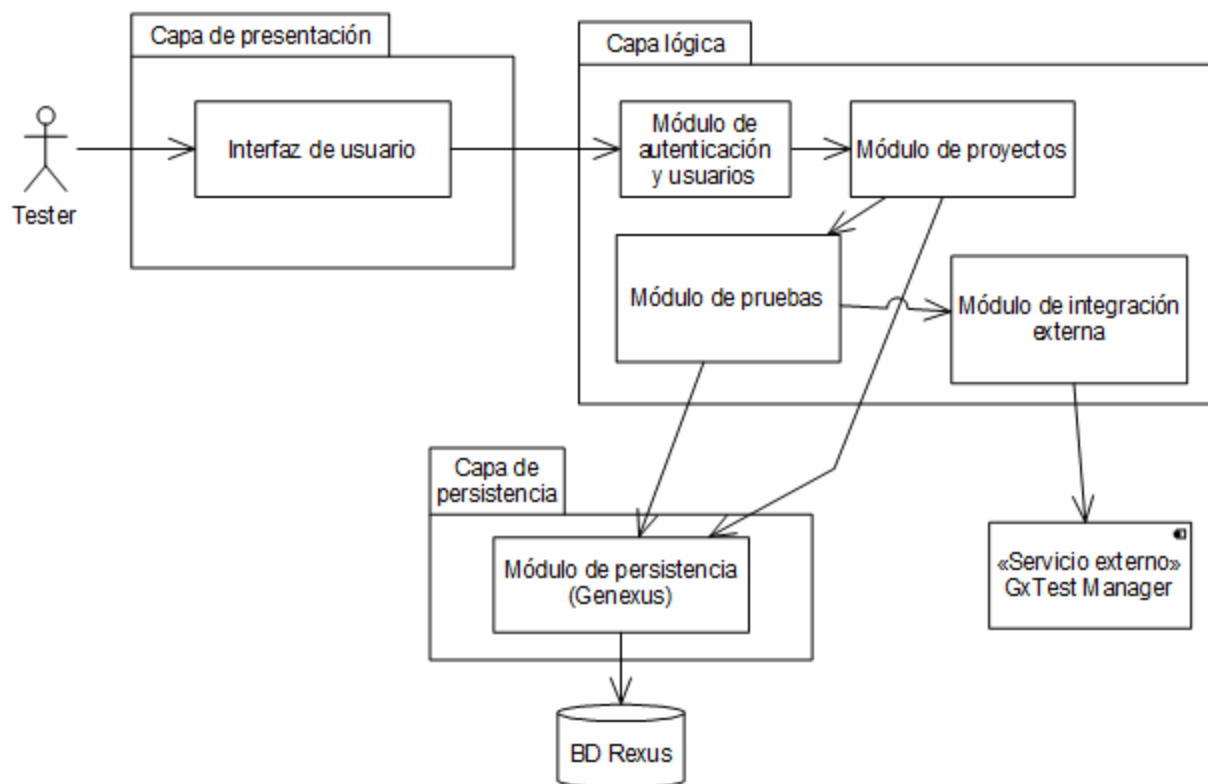 Capa de presentación
Capa lógica
Tester
Interfaz de usuario
Módulo de
autenticación
y usuarios
Módulo de proyectos
Módulo de pruebas
Módulo de integración
externa
Capa de
persistencia
Módulo de persistencia
(Genexus)
«Servicio externo»
GxTest Manager
BD Rexus